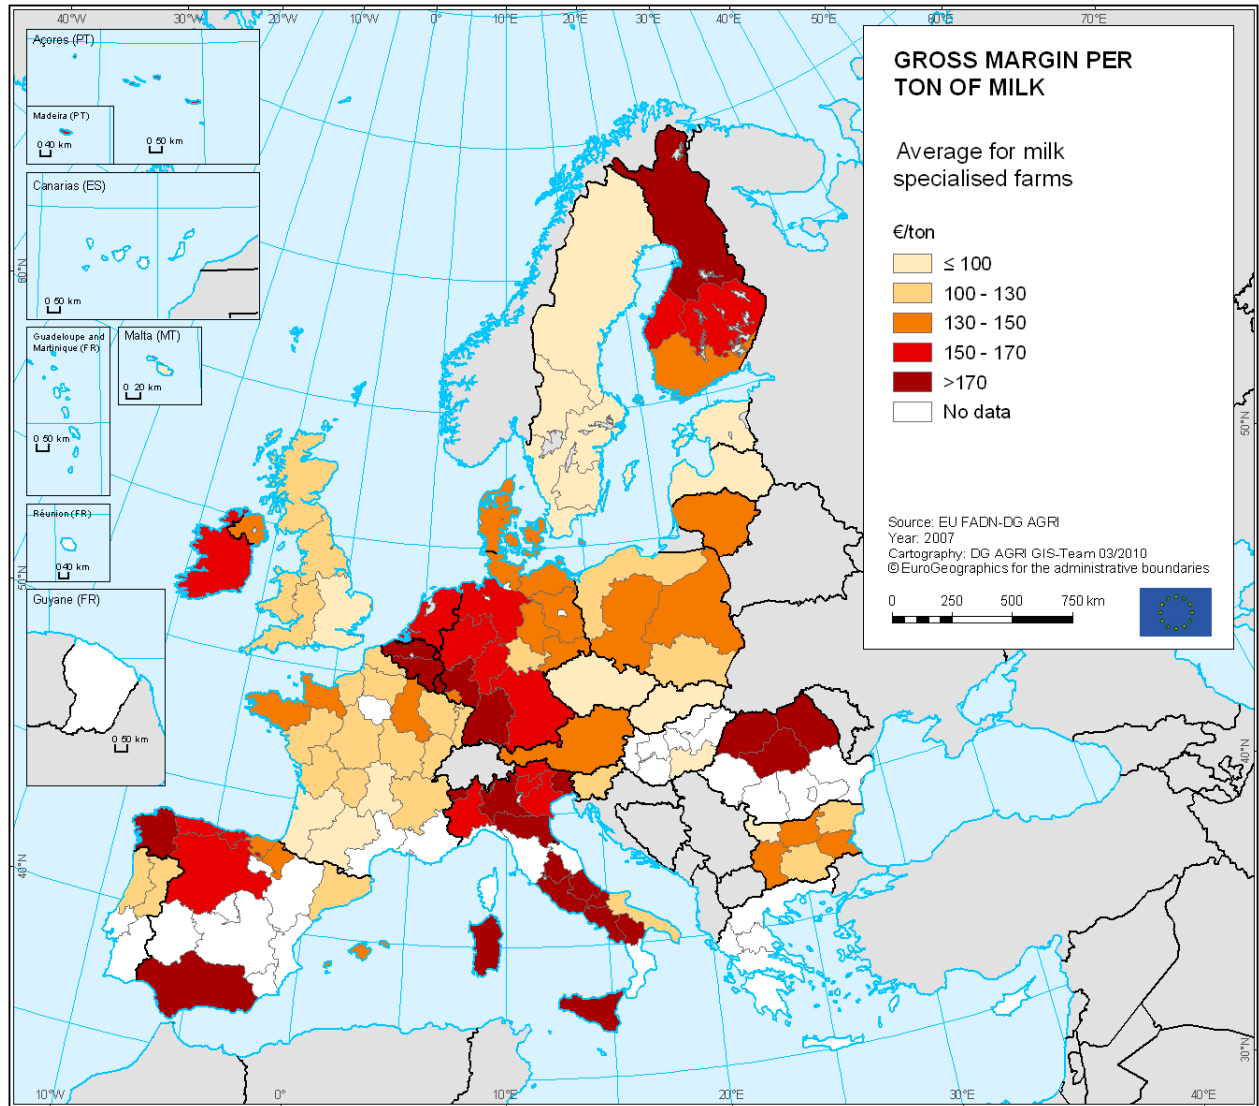 40°W
30°W
20°W
10°W
0°
10°E
20°E
30°E
40°E
50°E
60°E
70°E
Açores (PT)
Madeira (PT)
0 40 km
0 50 km
Canarias (ES)
0 50 km
Guadeloupe and
Martinique (FR)
0 50 km
Malta (MT)
0 20 km
Réunion (FR)
0 40 km
Guyane (FR)
0 50 km
GROSS MARGIN PER
TON OF MILK
Average for milk
specialised farms
€/ton
≤ 100
100 - 130
130 - 150
150 - 170
>170
No data
Source: EU FADN-DG AGRI
Year: 2007
Cartography: DG AGRI GIS-Team 03/2010
© EuroGeographics for the administrative boundaries
0 250 500 750 km
60°N
50°N
40°N
50°N
40°N
30°N
10°W
0°
10°E
20°E
30°E
40°E